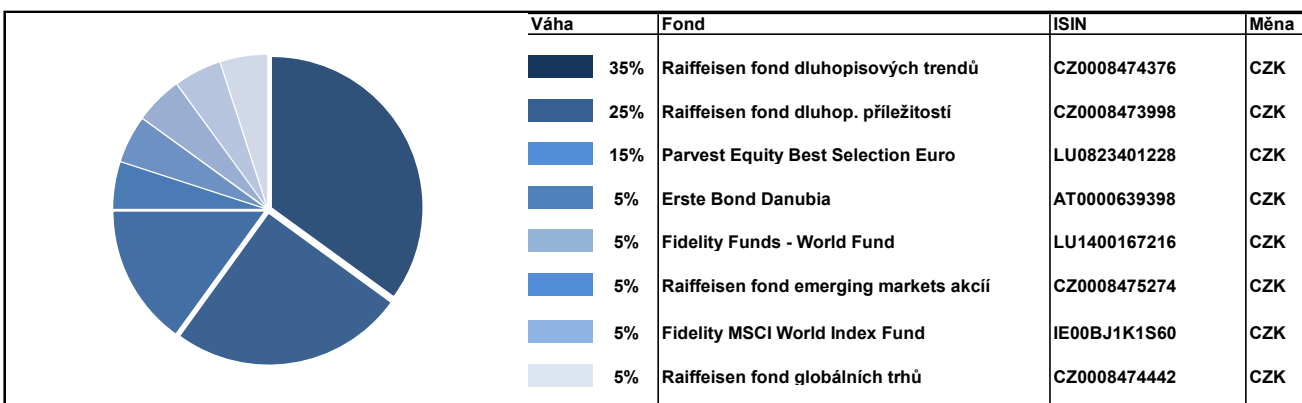 Váha Fond ISIN Měna
35% Raiffeisen fond dluhopisových trendů CZ0008474376 CZK
25% Raiffeisen fond dluhop. příležitostí CZ0008473998 CZK
15% Parvest Equity Best Selection Euro LU0823401228 CZK
5% Erste Bond Danubia AT0000639398 CZK
5% Fidelity Funds - World Fund LU1400167216 CZK
5% Raiffeisen fond emerging markets akcíí CZ0008475274 CZK
5% Fidelity MSCI World Index Fund IE00BJ1K1S60 CZK
5% Raiffeisen fond globálních trhů CZ0008474442 CZK